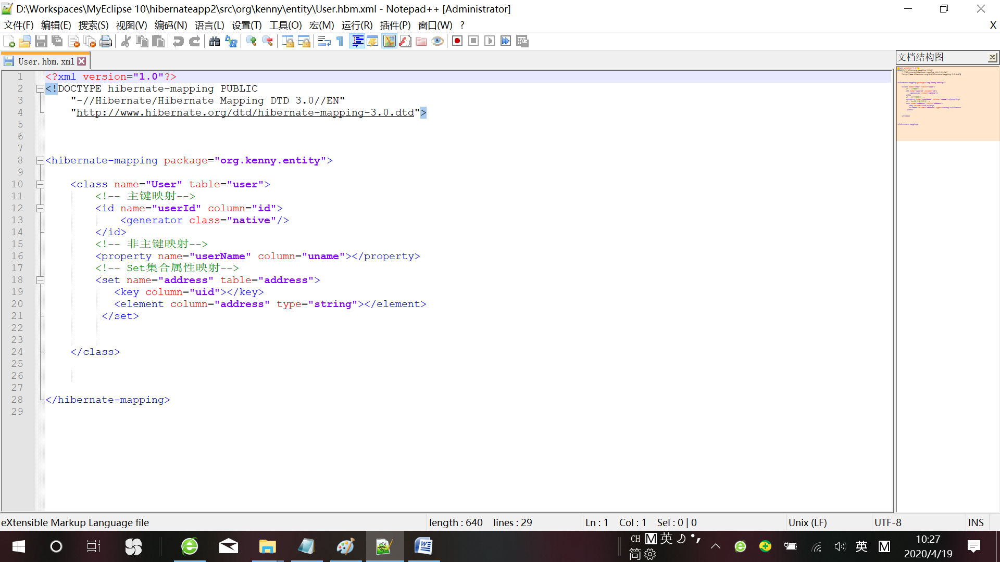 D:\Workspaces\MyEclipse 10\hibernateapp2\src\org\kenny\entity\User.hbm.xml - Notepad++ [Administrator]
文件(F) 编辑(E) 搜索(S) 视图(V) 编码(N) 语言(L) 设置(T) 工具(O) 宏(M) 运行(R) 插件(P) 窗口(W) ? X
User.hbm.xml
文档结构图
1 <?xml version="1.0"?>
2 <!DOCTYPE hibernate-mapping PUBLIC
3 "-//Hibernate/Hibernate Mapping DTD 3.0//EN"
4 "http://www.hibernate.org/dtd/hibernate-mapping-3.0.dtd">
5
6
7
8 <hibernate-mapping package="org.kenny.entity">
9
10 <class name="User" table="user">
11 <!-- 主键映射-->
12 <id name="userId" column="id">
13 <generator class="native"/>
14 </id>
15 <!-- 非主键映射-->
16 <property name="userName" column="uname"></property>
17 <!-- Set集合属性映射-->
18 <set name="address" table="address">
19 <key column="uid"></key>
20 <element column="address" type="string"></element>
21 </set>
22
23
24 </class>
25
26
27
28 </hibernate-mapping>
29
eXtensible Markup Language file length : 640 lines : 29 Ln : 1 Col : 1 Sel : 0 | 0 Unix (LF) UTF-8 INS
CH M 英
简
英 M
10:27
2020/4/19